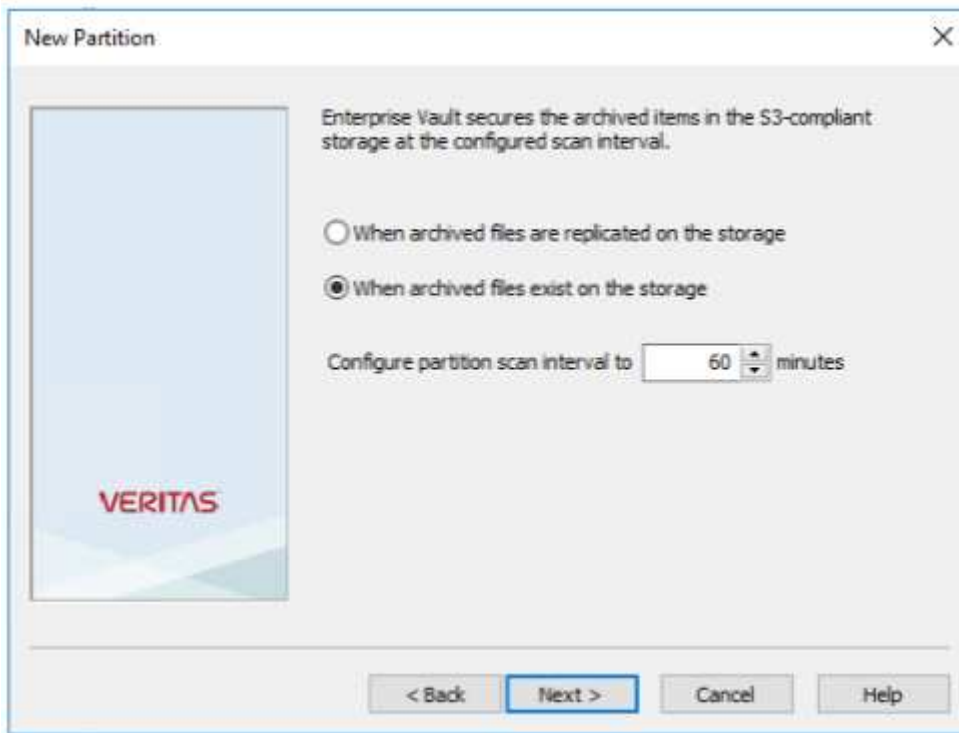 New Partition
Enterprise Vault secures the archived items in the S3-compliant
storage at the configured scan interval.
When archived files are replicated on the storage
When archived files exist on the storage
Configure partition scan interval to 60 minutes
VERITAS
< Back Next > Cancel Help